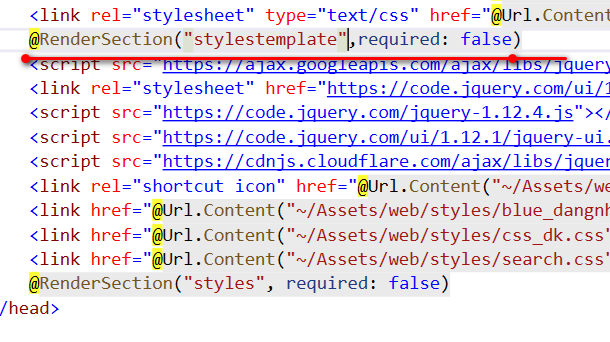 <link rel="stylesheet" type="text/css" href="@Url.Content
@RenderSection("stylestemplate",required: false)
<script src="https://ajax.googleapis.com/ajax/libs/jquery
<link rel="stylesheet" href="https://code.jquery.com/ui/1
<script src="https://code.jquery.com/jquery-1.12.4.js"></
<script src="https://code.jquery.com/ui/1.12.1/jquery-ui.
<script src="https://cdnjs.cloudflare.com/ajax/libs/jquer
<link rel="shortcut icon" href="@Url.Content("~/Assets/we
<link href="@Url.Content("~/Assets/web/styles/blue_dangnh
<link href="@Url.Content("~/Assets/web/styles/css_dk.css"
<link href="@Url.Content("~/Assets/web/styles/search.css"
@RenderSection("styles", required: false)
/head>